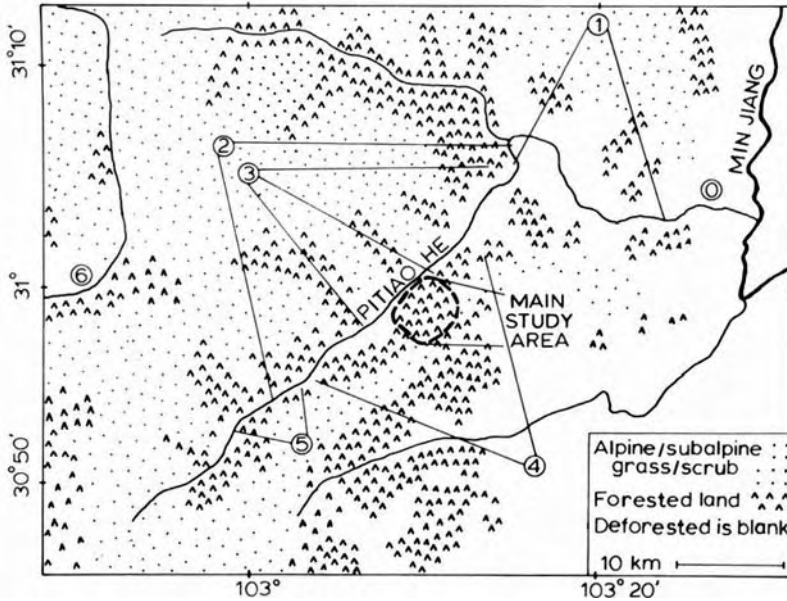 31°10'
①
MIN JIANG
②
③
⓪
PITIAO HE
⑥
31°
MAIN
STUDY
AREA
⑤
④
30°50'
Alpine/subalpine
grass/scrub
Forested land
Deforested is blank
10 km
103°
103°20'